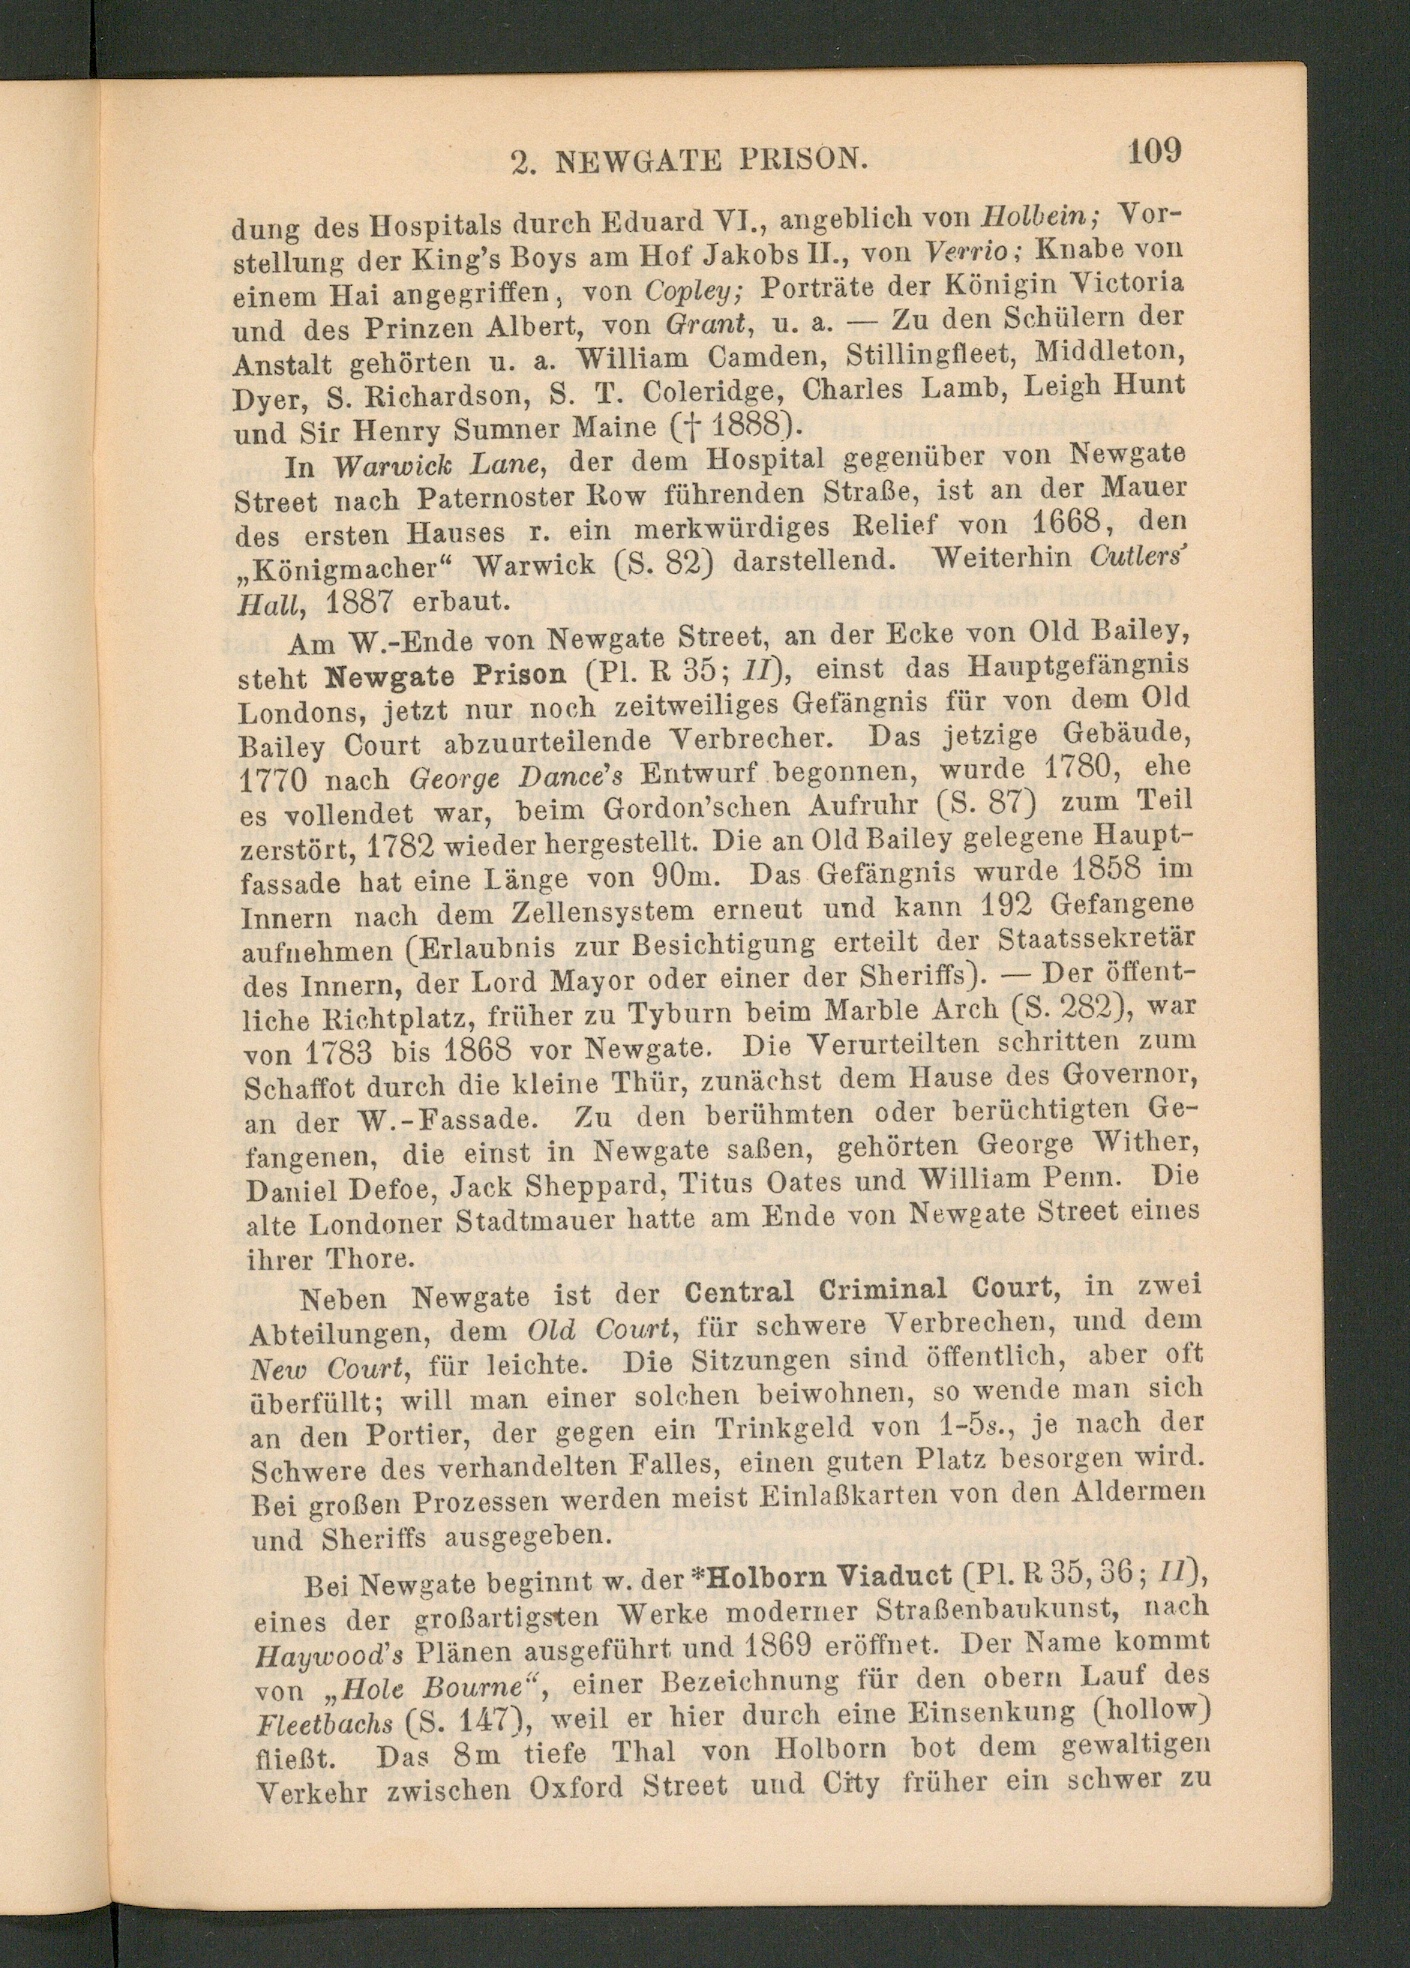 2. NEWGATE PRISON. 109
dung des Hospitals durch Eduard VI., angeblich von Holbein; Vor-
stellung der King's Boys am Hof Jakobs II., von Verrio; Knabe von
einem Hai angegriffen, von Copley; Porträte der Königin Victoria
und des Prinzen Albert, von Grant, u. a. — Zu den Schülern der
Anstalt gehörten u. a. William Camden, Stillingfleet, Middleton,
Dyer, S. Richardson, S. T. Coleridge, Charles Lamb, Leigh Hunt
und Sir Henry Sumner Maine († 1888).
In Warwick Lane, der dem Hospital gegenüber von Newgate
Street nach Paternoster Row führenden Straße, ist an der Mauer
des ersten Hauses r. ein merkwürdiges Relief von 1668, den
„Königmacher“ Warwick (S. 82) darstellend. Weiterhin Cutlers'
Hall, 1887 erbaut.
Am W.-Ende von Newgate Street, an der Ecke von Old Bailey,
steht Newgate Prison (Pl. R 35; II), einst das Hauptgefängnis
Londons, jetzt nur noch zeitweiliges Gefängnis für von dem Old
Bailey Court abzuurteilende Verbrecher. Das jetzige Gebäude,
1770 nach George Dance's Entwurf begonnen, wurde 1780, ehe
es vollendet war, beim Gordon'schen Aufruhr (S. 87) zum Teil
zerstört, 1782 wieder hergestellt. Die an Old Bailey gelegene Haupt-
fassade hat eine Länge von 90m. Das Gefängnis wurde 1858 im
Innern nach dem Zellensystem erneut und kann 192 Gefangene
aufnehmen (Erlaubnis zur Besichtigung erteilt der Staatssekretär
des Innern, der Lord Mayor oder einer der Sheriffs). — Der öffent-
liche Richtplatz, früher zu Tyburn beim Marble Arch (S. 282), war
von 1783 bis 1868 vor Newgate. Die Verurteilten schritten zum
Schaffot durch die kleine Thür, zunächst dem Hause des Governor,
an der W.-Fassade. Zu den berühmten oder berüchtigten Ge-
fangenen, die einst in Newgate saßen, gehörten George Wither,
Daniel Defoe, Jack Sheppard, Titus Oates und William Penn. Die
alte Londoner Stadtmauer hatte am Ende von Newgate Street eines
ihrer Thore.
Neben Newgate ist der Central Criminal Court, in zwei
Abteilungen, dem Old Court, für schwere Verbrechen, und dem
New Court, für leichte. Die Sitzungen sind öffentlich, aber oft
überfüllt; will man einer solchen beiwohnen, so wende man sich
an den Portier, der gegen ein Trinkgeld von 1-5s., je nach der
Schwere des verhandelten Falles, einen guten Platz besorgen wird.
Bei großen Prozessen werden meist Einlaßkarten von den Aldermen
und Sheriffs ausgegeben.
Bei Newgate beginnt w. der *Holborn Viaduct (Pl. R 35, 36; II),
eines der großartigsten Werke moderner Straßenbaukunst, nach
Haywood's Plänen ausgeführt und 1869 eröffnet. Der Name kommt
von „Hole Bourne“, einer Bezeichnung für den obern Lauf des
Fleetbachs (S. 147), weil er hier durch eine Einsenkung (hollow)
fließt. Das 8m tiefe Thal von Holborn bot dem gewaltigen
Verkehr zwischen Oxford Street und City früher ein schwer zu